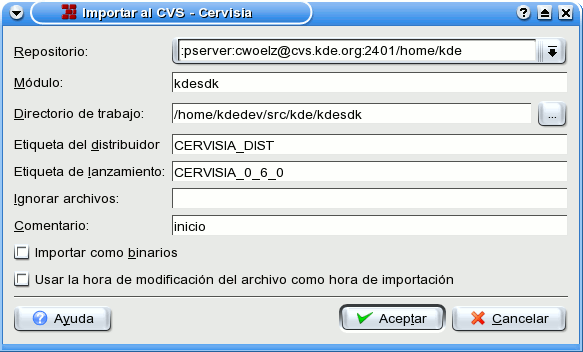 Importar al CVS - Cervisia
Repositorio: :pserver:cwoelz@cvs.kde.org:2401/home/kde
Módulo: kdesdk
Directorio de trabajo: /home/kdedev/src/kde/kdesdk ...
Etiqueta del distribuidor CERVISIA_DIST
Etiqueta de lanzamiento: CERVISIA_0_6_0
Ignorar archivos:
Comentario: inicio
Importar como binarios
Usar la hora de modificación del archivo como hora de importación
Ayuda Aceptar Cancelar